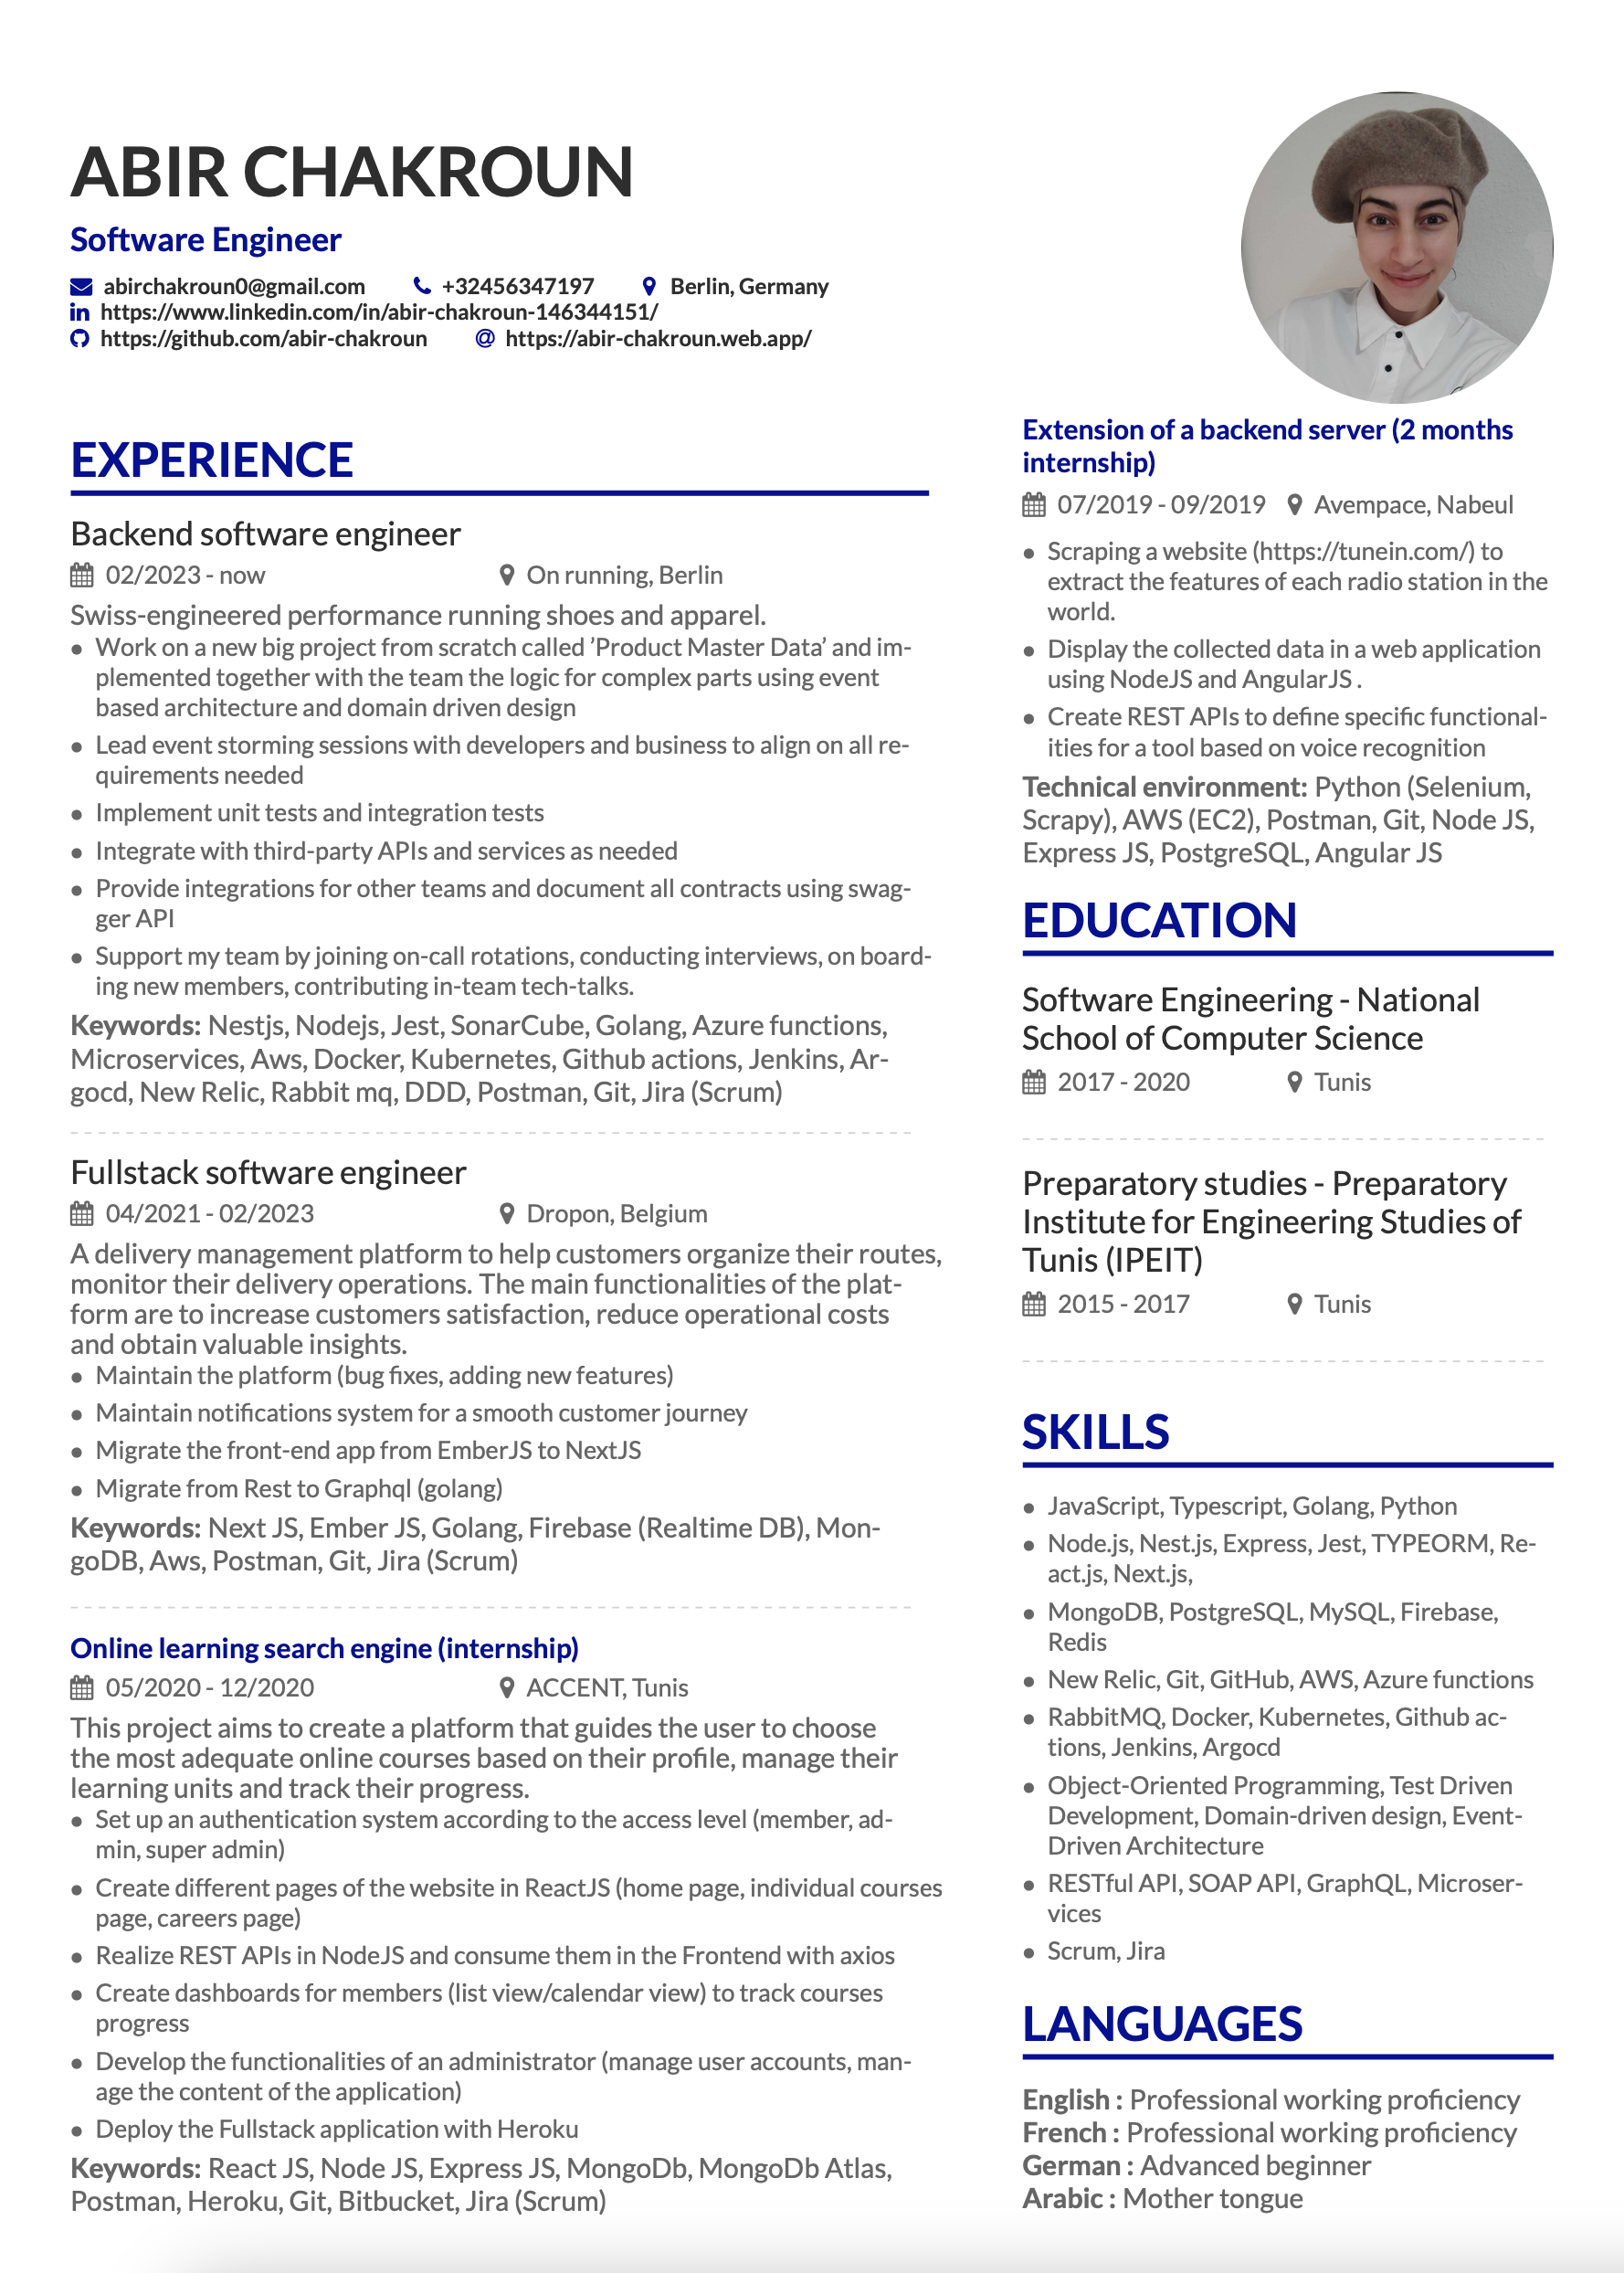 ABIR CHAKROUN
Software Engineer
abirchakroun0@gmail.com +32456347197 Berlin, Germany
https://www.linkedin.com/in/abir-chakroun-146344151/
https://github.com/abir-chakroun @ https://abir-chakroun.web.app/
EXPERIENCE
Backend software engineer
02/2023 - now On running, Berlin
Swiss-engineered performance running shoes and apparel.
• Work on a new big project from scratch called ’Product Master Data’ and im-
plemented together with the team the logic for complex parts using event
based architecture and domain driven design
• Lead event storming sessions with developers and business to align on all re-
quirements needed
• Implement unit tests and integration tests
• Integrate with third-party APIs and services as needed
• Provide integrations for other teams and document all contracts using swag-
ger API
• Support my team by joining on-call rotations, conducting interviews, on board-
ing new members, contributing in-team tech-talks.
Keywords: Nestjs, Nodejs, Jest, SonarCube, Golang, Azure functions,
Microservices, Aws, Docker, Kubernetes, Github actions, Jenkins, Ar-
gocd, New Relic, Rabbit mq, DDD, Postman, Git, Jira (Scrum)
Fullstack software engineer
04/2021 - 02/2023 Dropon, Belgium
A delivery management platform to help customers organize their routes,
monitor their delivery operations. The main functionalities of the plat-
form are to increase customers satisfaction, reduce operational costs
and obtain valuable insights.
• Maintain the platform (bug fixes, adding new features)
• Maintain notifications system for a smooth customer journey
• Migrate the front-end app from EmberJS to NextJS
• Migrate from Rest to Graphql (golang)
Keywords: Next JS, Ember JS, Golang, Firebase (Realtime DB), Mon-
goDB, Aws, Postman, Git, Jira (Scrum)
Online learning search engine (internship)
05/2020 - 12/2020 ACCENT, Tunis
This project aims to create a platform that guides the user to choose
the most adequate online courses based on their profile, manage their
learning units and track their progress.
• Set up an authentication system according to the access level (member, ad-
min, super admin)
• Create different pages of the website in ReactJS (home page, individual courses
page, careers page)
• Realize REST APIs in NodeJS and consume them in the Frontend with axios
• Create dashboards for members (list view/calendar view) to track courses
progress
• Develop the functionalities of an administrator (manage user accounts, man-
age the content of the application)
• Deploy the Fullstack application with Heroku
Keywords: React JS, Node JS, Express JS, MongoDb, MongoDb Atlas,
Postman, Heroku, Git, Bitbucket, Jira (Scrum)
Extension of a backend server (2 months
internship)
07/2019 - 09/2019 Avempace, Nabeul
• Scraping a website (https://tunein.com/) to
extract the features of each radio station in the
world.
• Display the collected data in a web application
using NodeJS and AngularJS .
• Create REST APIs to define specific functional-
ities for a tool based on voice recognition
Technical environment: Python (Selenium,
Scrapy), AWS (EC2), Postman, Git, Node JS,
Express JS, PostgreSQL, Angular JS
EDUCATION
Software Engineering - National
School of Computer Science
2017 - 2020 Tunis
Preparatory studies - Preparatory
Institute for Engineering Studies of
Tunis (IPEIT)
2015 - 2017 Tunis
SKILLS
• JavaScript, Typescript, Golang, Python
• Node.js, Nest.js, Express, Jest, TYPEORM, Re-
act.js, Next.js,
• MongoDB, PostgreSQL, MySQL, Firebase,
Redis
• New Relic, Git, GitHub, AWS, Azure functions
• RabbitMQ, Docker, Kubernetes, Github ac-
tions, Jenkins, Argocd
• Object-Oriented Programming, Test Driven
Development, Domain-driven design, Event-
Driven Architecture
• RESTful API, SOAP API, GraphQL, Microser-
vices
• Scrum, Jira
LANGUAGES
English : Professional working proficiency
French : Professional working proficiency
German : Advanced beginner
Arabic : Mother tongue